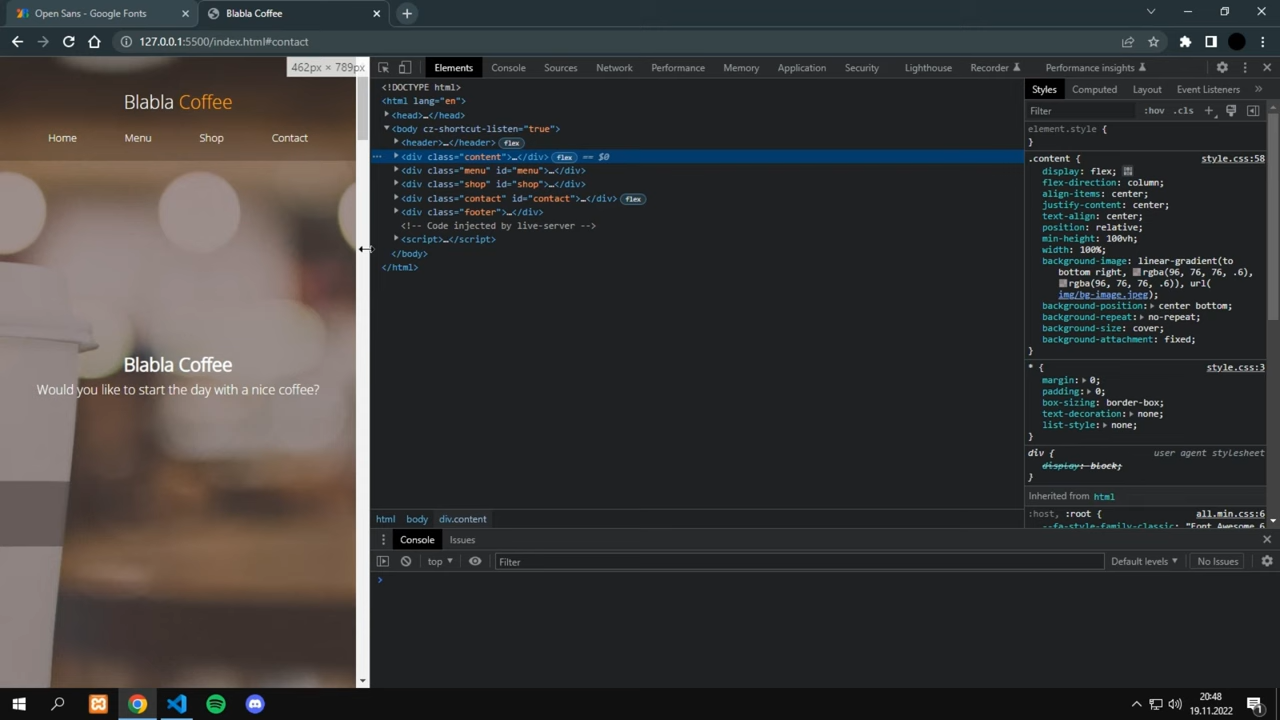 Open Sans - Google Fonts
Blabla Coffee
127.0.0.1:5500/index.html#contact
462px × 789px
Blabla Coffee
Home Menu Shop Contact
Blabla Coffee
Would you like to start the day with a nice coffee?
Elements Console Sources Network Performance Memory Application Security Lighthouse Recorder Performance insights
<!DOCTYPE html>
<html lang="en">
<head>…</head>
<body cz-shortcut-listen="true">
<header>…</header> flex
<div class="content">…</div> flex == $0
<div class="menu" id="menu">…</div>
<div class="shop" id="shop">…</div>
<div class="contact" id="contact">…</div> flex
<div class="footer">…</div>
<!-- Code injected by live-server -->
<script>…</script>
</body>
</html>
html body div.content
Styles Computed Layout Event Listeners »
Filter :hov .cls +
element.style {
}
.content { style.css:58
display: flex;
flex-direction: column;
align-items: center;
justify-content: center;
text-align: center;
position: relative;
min-height: 100vh;
width: 100%;
background-image: linear-gradient(to
bottom right, rgba(96, 76, 76, .6),
rgba(96, 76, 76, .6)), url(
img/bg-image.jpeg);
background-position: center bottom;
background-repeat: no-repeat;
background-size: cover;
background-attachment: fixed;
}
* { style.css:3
margin: 0;
padding: 0;
box-sizing: border-box;
text-decoration: none;
list-style: none;
}
div { user agent stylesheet
display: block;
}
Inherited from html
:host, :root { all.min.css:6
--fa-style-family-classic: "Font Awesome 6
Console Issues
top Filter Default levels No Issues
20:48
19.11.2022
1